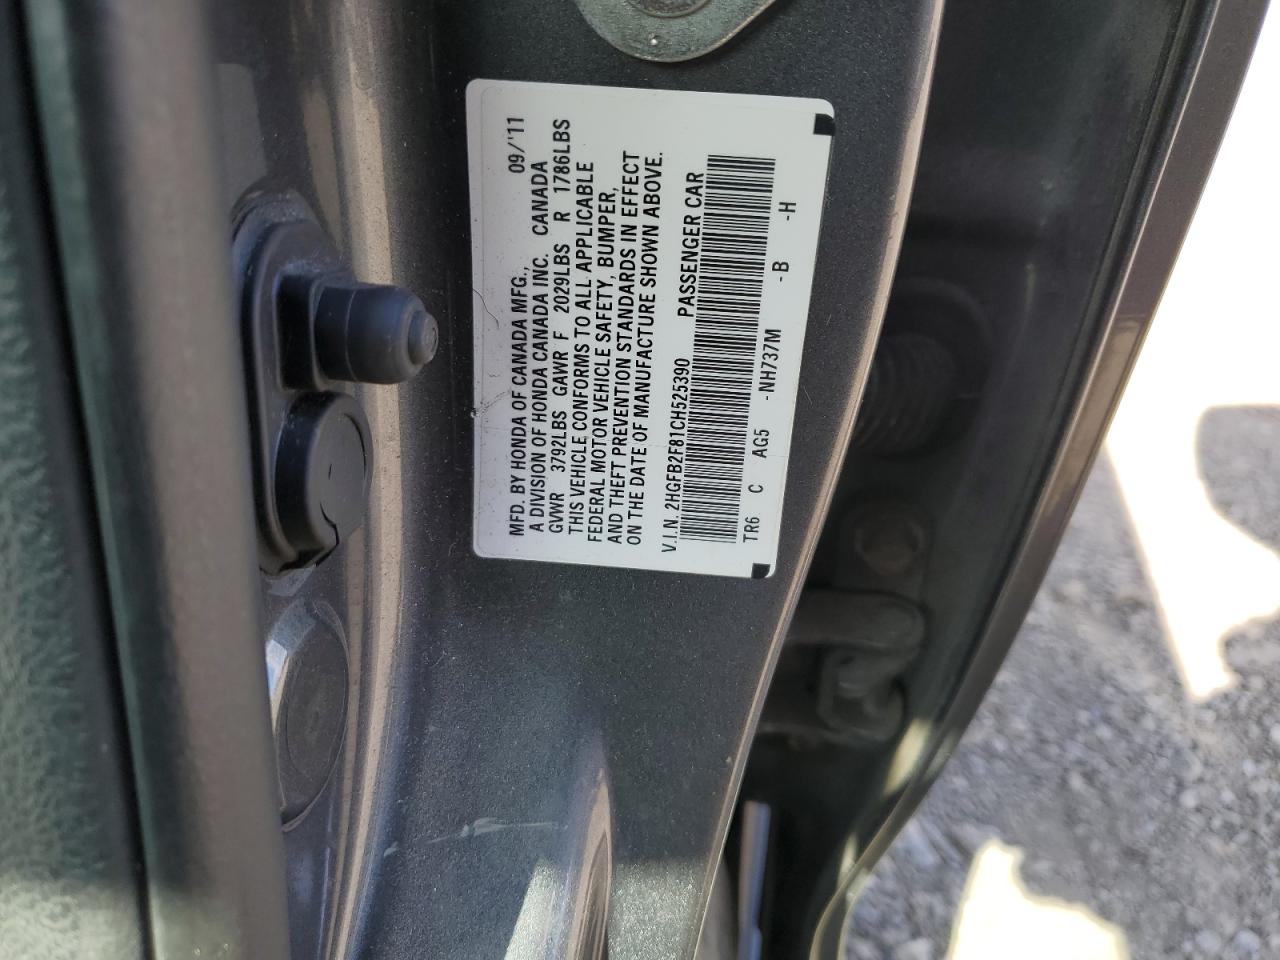 MFD. BY HONDA OF CANADA MFG., 09/'11
A DIVISION OF HONDA CANADA INC. CANADA
GVWR 3792LBS GAWR F 2029LBS R 1786LBS
THIS VEHICLE CONFORMS TO ALL APPLICABLE
FEDERAL MOTOR VEHICLE SAFETY, BUMPER,
AND THEFT PREVENTION STANDARDS IN EFFECT
ON THE DATE OF MANUFACTURE SHOWN ABOVE.
V.I.N. 2HGFB2F81CH525390 PASSENGER CAR
TR6 C AG5 -NH737M -B -H